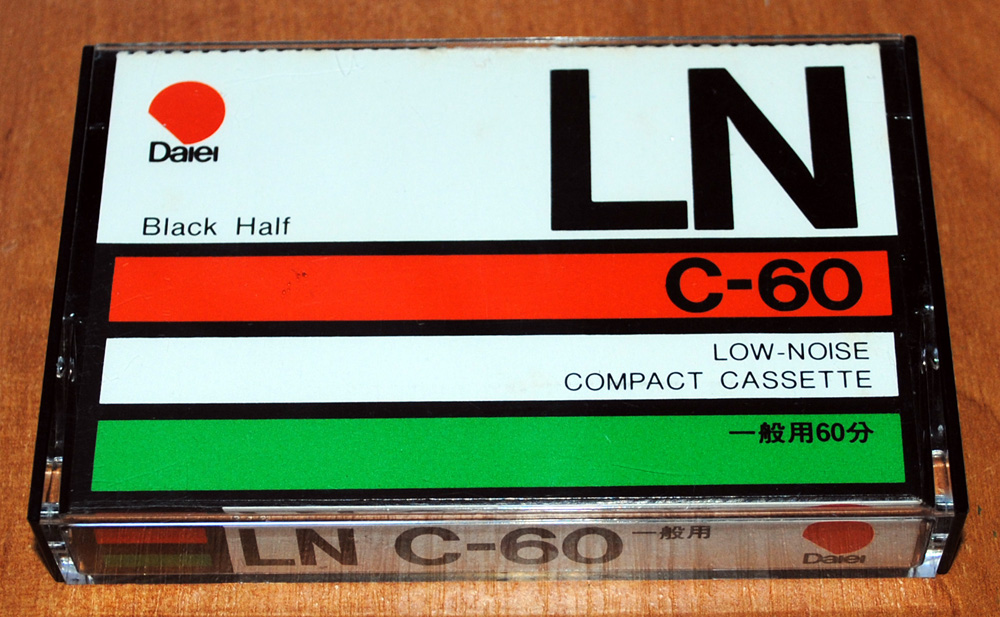 LN
Daiei
Black Half
C-60
LOW-NOISE
COMPACT CASSETTE
一般用60分
LN C-60 一般用
Daiei